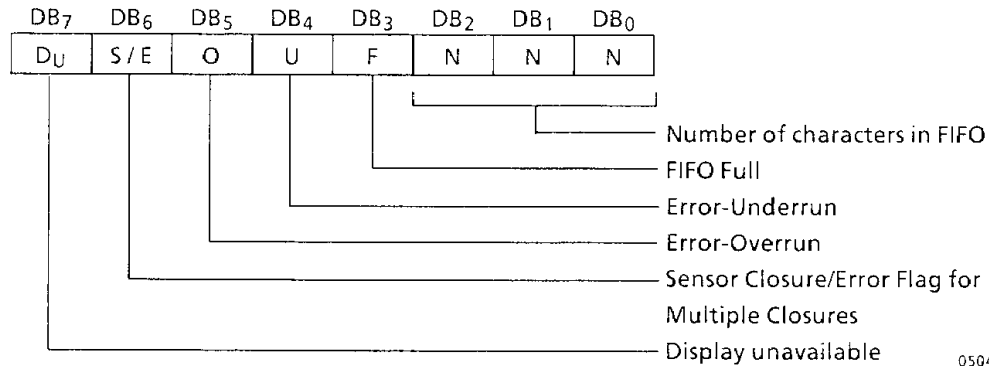 DB7 DB6 DB5 DB4 DB3 DB2 DB1 DB0
DU S/E O U F N N N
Number of characters in FIFO
FIFO Full
Error-Underrun
Error-Overrun
Sensor Closure/Error Flag for
Multiple Closures
Display unavailable